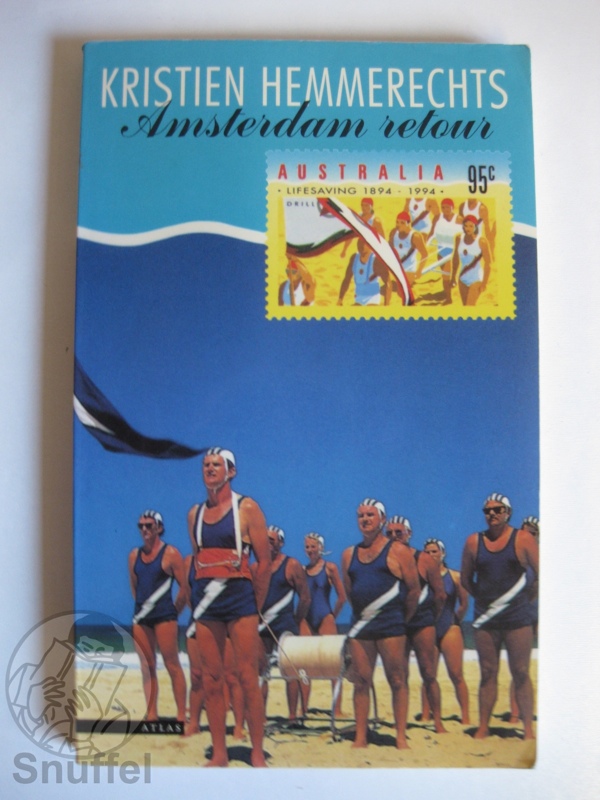 KRISTIEN HEMMERECHTS
Amsterdam retour
AUSTRALIA 95c
• LIFESAVING 1894 - 1994 •
DRILL
ATLAS
Snuffel